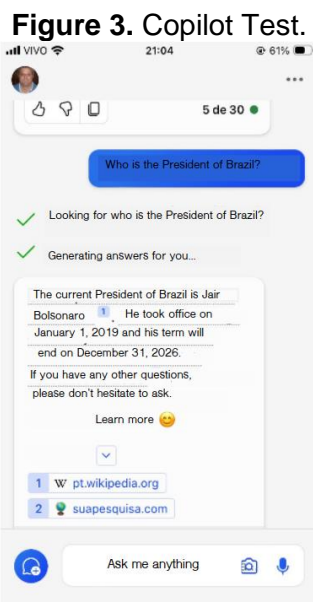 Figure 3. Copilot Test.
VIVO 21:04 61%
5 de 30
Who is the President of Brazil?
Looking for who is the President of Brazil?
Generating answers for you...
The current President of Brazil is Jair
Bolsonaro 1 . He took office on
January 1, 2019 and his term will
end on December 31, 2026.
If you have any other questions,
please don't hesitate to ask.
Learn more 😊
1 W pt.wikipedia.org
2 suapesquisa.com
Ask me anything